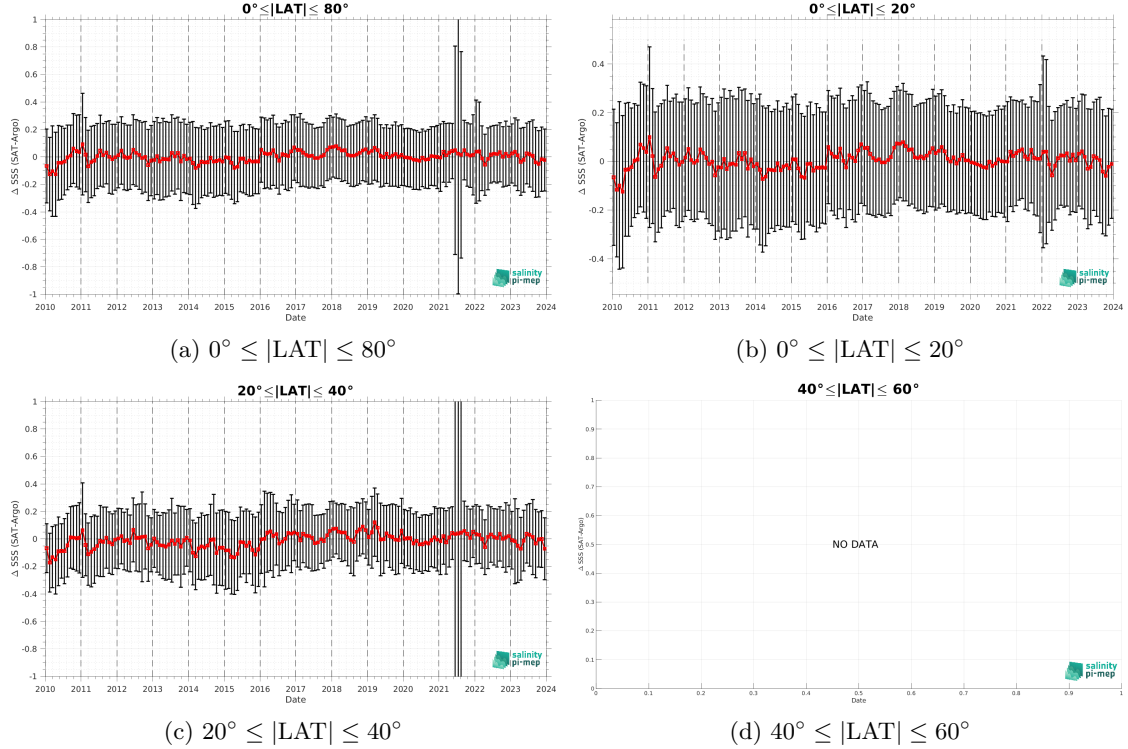 0°≤|LAT|≤ 80°
1
0.8
0.6
0.4
0.2
0
-0.2
-0.4
-0.6
-0.8
-1
Δ SSS (SAT-Argo)
2010 2011 2012 2013 2014 2015 2016 2017 2018 2019 2020 2021 2022 2023 2024
Date
salinity
pi-mep
(a) 0° ≤ |LAT| ≤ 80°
0°≤|LAT|≤ 20°
0.4
0.2
0
-0.2
-0.4
Δ SSS (SAT-Argo)
2010 2011 2012 2013 2014 2015 2016 2017 2018 2019 2020 2021 2022 2023 2024
Date
salinity
pi-mep
(b) 0° ≤ |LAT| ≤ 20°
20°≤|LAT|≤ 40°
1
0.8
0.6
0.4
0.2
0
-0.2
-0.4
-0.6
-0.8
-1
Δ SSS (SAT-Argo)
2010 2011 2012 2013 2014 2015 2016 2017 2018 2019 2020 2021 2022 2023 2024
Date
salinity
pi-mep
(c) 20° ≤ |LAT| ≤ 40°
40°≤|LAT|≤ 60°
1
0.9
0.8
0.7
0.6
0.5
0.4
0.3
0.2
0.1
0
Δ SSS (SAT-Argo)
NO DATA
0 0.1 0.2 0.3 0.4 0.5 0.6 0.7 0.8 0.9 1
Date
salinity
pi-mep
(d) 40° ≤ |LAT| ≤ 60°